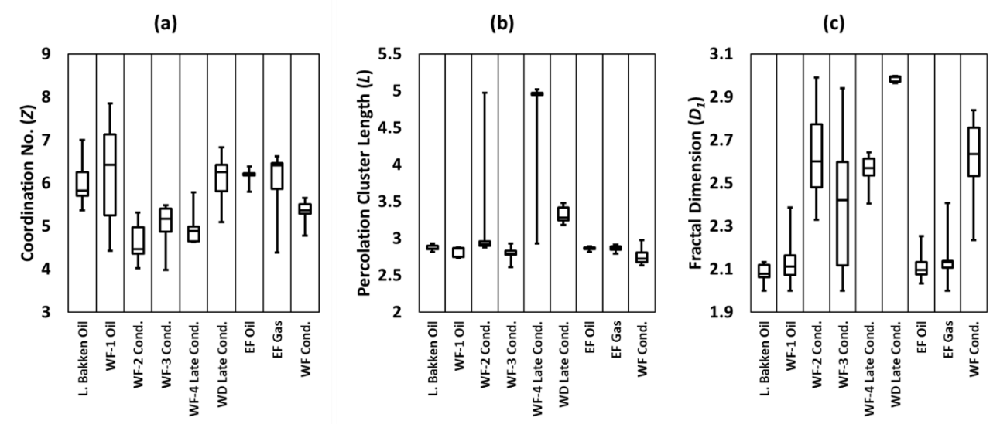 (a)
Coordination No. (Z)
9
8
7
6
5
4
3
L. Bakken Oil
WF-1 Oil
WF-2 Cond.
WF-3 Cond.
WF-4 Late Cond.
WD Late Cond.
EF Oil
EF Gas
WF Cond.
(b)
Percolation Cluster Length (L)
5.5
5
4.5
4
3.5
3
2.5
2
L. Bakken Oil
WF-1 Oil
WF-2 Cond.
WF-3 Cond.
WF-4 Late Cond.
WD Late Cond.
EF Oil
EF Gas
WF Cond.
(c)
Fractal Dimension (D1)
3.1
2.9
2.7
2.5
2.3
2.1
1.9
L. Bakken Oil
WF-1 Oil
WF-2 Cond.
WF-3 Cond.
WF-4 Late Cond.
WD Late Cond.
EF Oil
EF Gas
WF Cond.